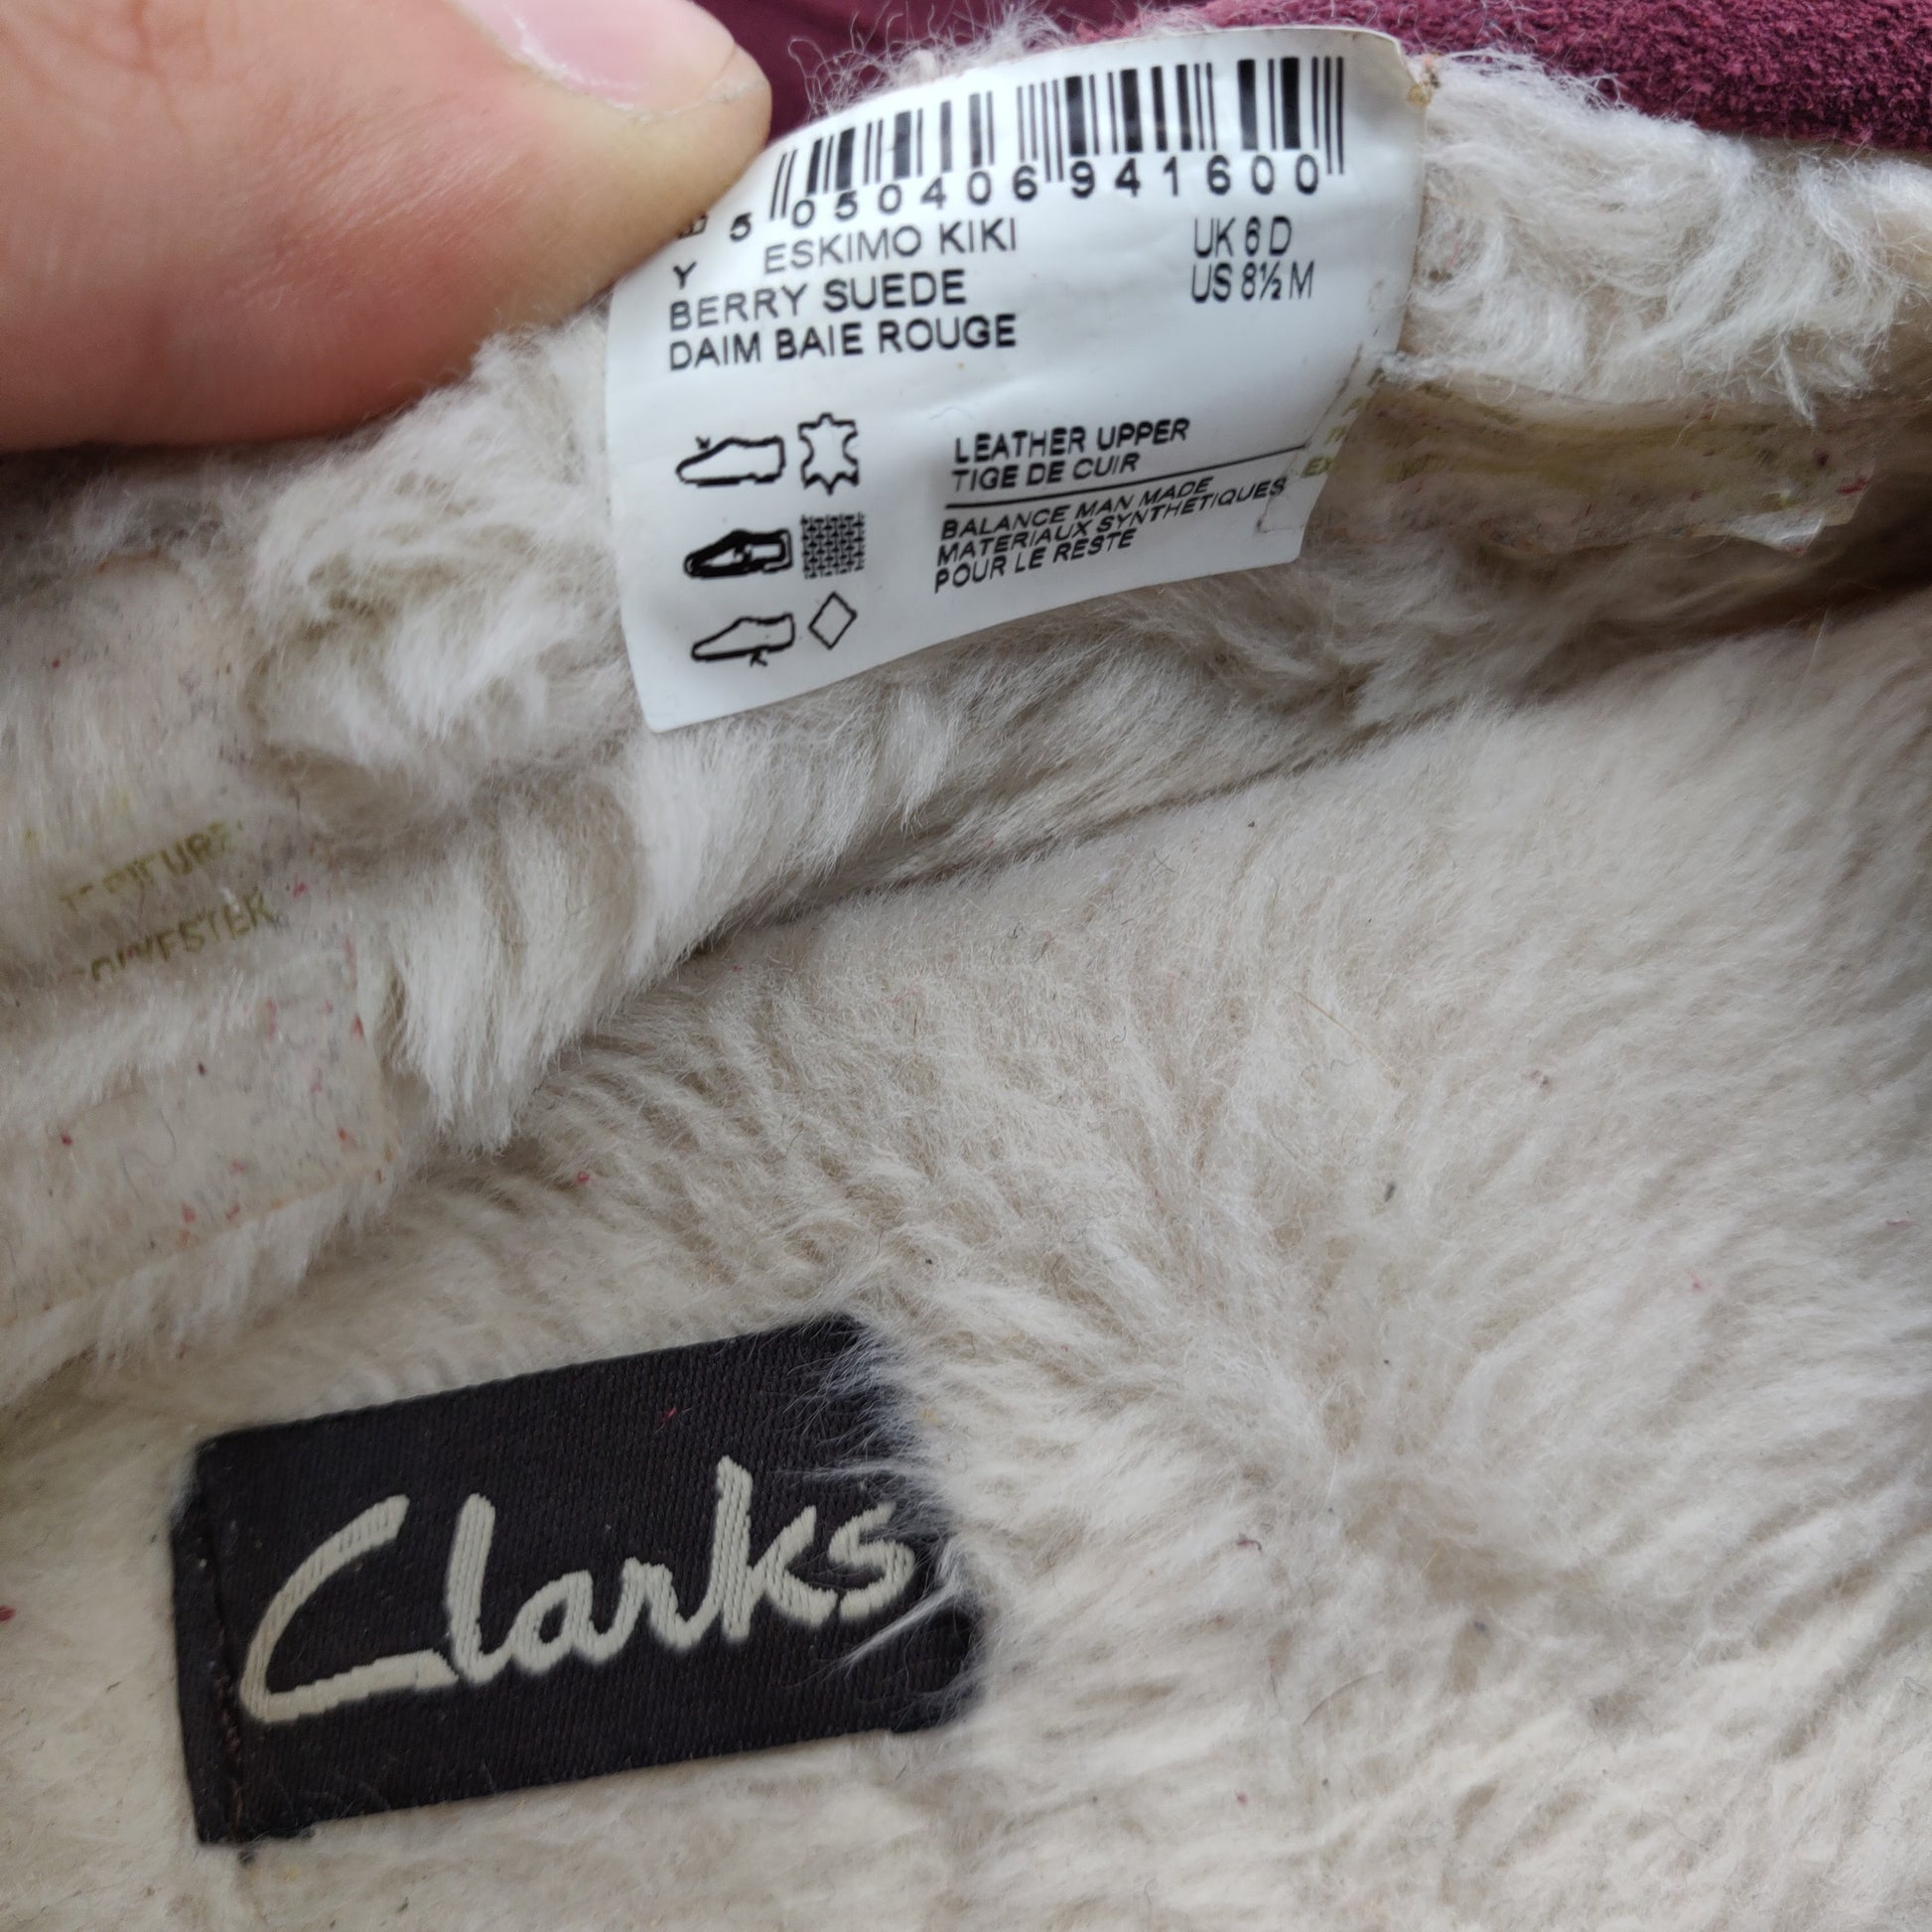 5 050406 941600
Y ESKIMO KIKI UK 6 D
BERRY SUEDE US 8½ M
DAIM BAIE ROUGE
LEATHER UPPER
TIGE DE CUIR
BALANCE MAN MADE
MATERIAUX SYNTHETIQUES
POUR LE RESTE
Clarks